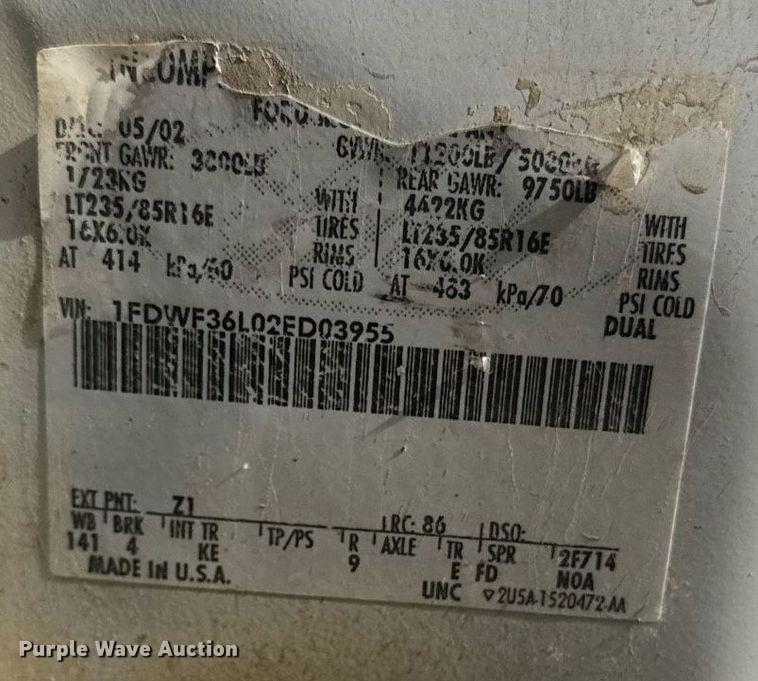 INCOMP
FORD
DATE: 05/02
GVWR: 11200LB/ 5080KG
FRONT GAWR: 3800LB
REAR GAWR: 9750LB
1723KG
4422KG
LT235/85R16E
WITH
TIRES
LT235/85R16E
WITH
TIRES
16X6.0K
RIMS
16X6.0K
RIMS
AT 414 kPa/60
PSI COLD
AT 483 kPa/70
PSI COLD
DUAL
VIN: 1FDWF36L02ED03955
EXT PNT: Z1
RC: 86
DSO:
WB
BRK
INT TR
TP/PS
R
AXLE
TR
SPR
2F714
141
4
KE
9
E
FD
N0A
MADE IN U.S.A.
UNC
▽2U5A-1520472-AA
Purple Wave Auction